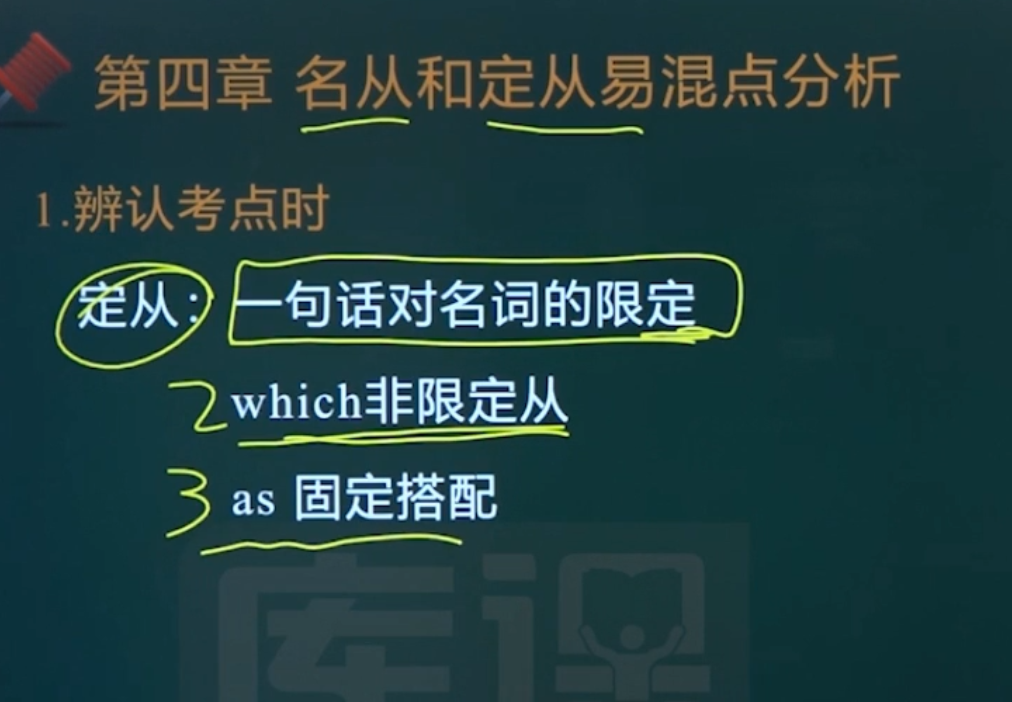 第四章 名从和定从易混点分析
1.辨认考点时
定从：一句话对名词的限定
2 which非限定从
3 as 固定搭配
库课